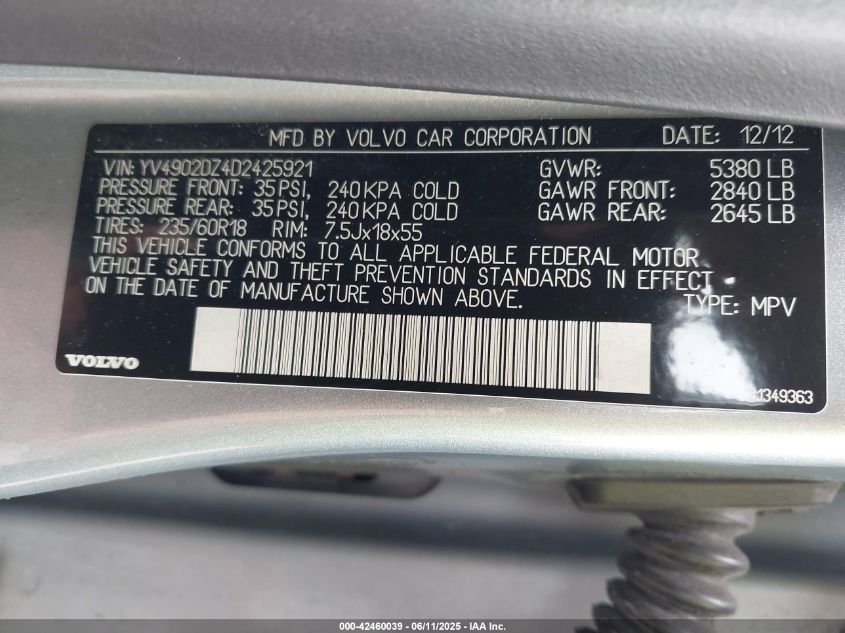 MFD BY VOLVO CAR CORPORATION DATE: 12/12
VIN: YV4902DZ4D2425921 GVWR: 5380 LB
PRESSURE FRONT: 35 PSI, 240 KPA COLD GAWR FRONT: 2840 LB
PRESSURE REAR: 35 PSI, 240 KPA COLD GAWR REAR: 2645 LB
TIRES: 235/60R18 RIM: 7.5Jx18x55
THIS VEHICLE CONFORMS TO ALL APPLICABLE FEDERAL MOTOR
VEHICLE SAFETY AND THEFT PREVENTION STANDARDS IN EFFECT
ON THE DATE OF MANUFACTURE SHOWN ABOVE. TYPE: MPV
VOLVO
000-42460039 - 06/11/2025 - IAA Inc.